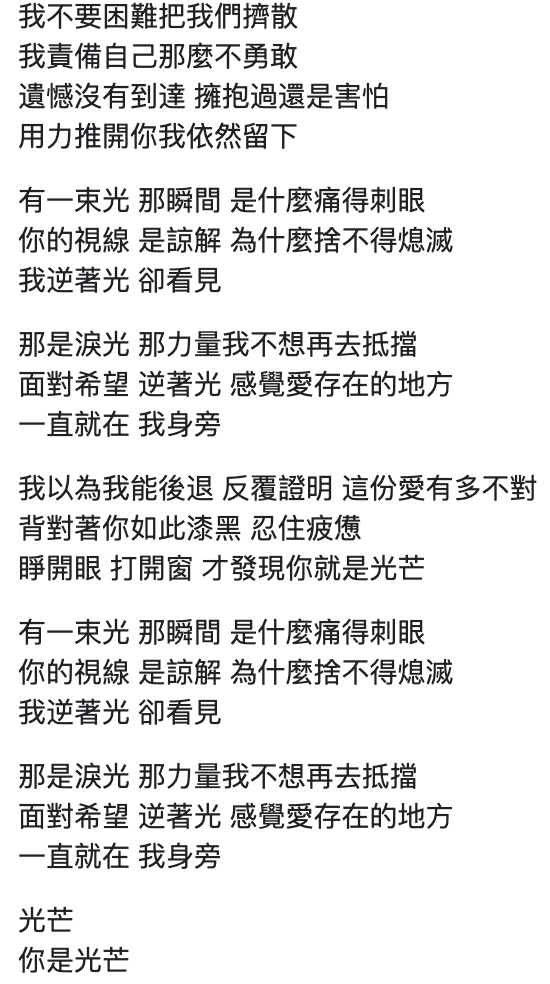 我不要困難把我們擠散
我責備自己那麼不勇敢
遺憾沒有到達 擁抱過還是害怕
用力推開你我依然留下
有一束光 那瞬間 是什麼痛得刺眼
你的視線 是諒解 為什麼捨不得熄滅
我逆著光 卻看見
那是淚光 那力量我不想再去抵擋
面對希望 逆著光 感覺愛存在的地方
一直就在 我身旁
我以為我能後退 反覆證明 這份愛有多不對
背對著你如此漆黑 忍住疲憊
睜開眼 打開窗 才發現你就是光芒
有一束光 那瞬間 是什麼痛得刺眼
你的視線 是諒解 為什麼捨不得熄滅
我逆著光 卻看見
那是淚光 那力量我不想再去抵擋
面對希望 逆著光 感覺愛存在的地方
一直就在 我身旁
光芒
你是光芒